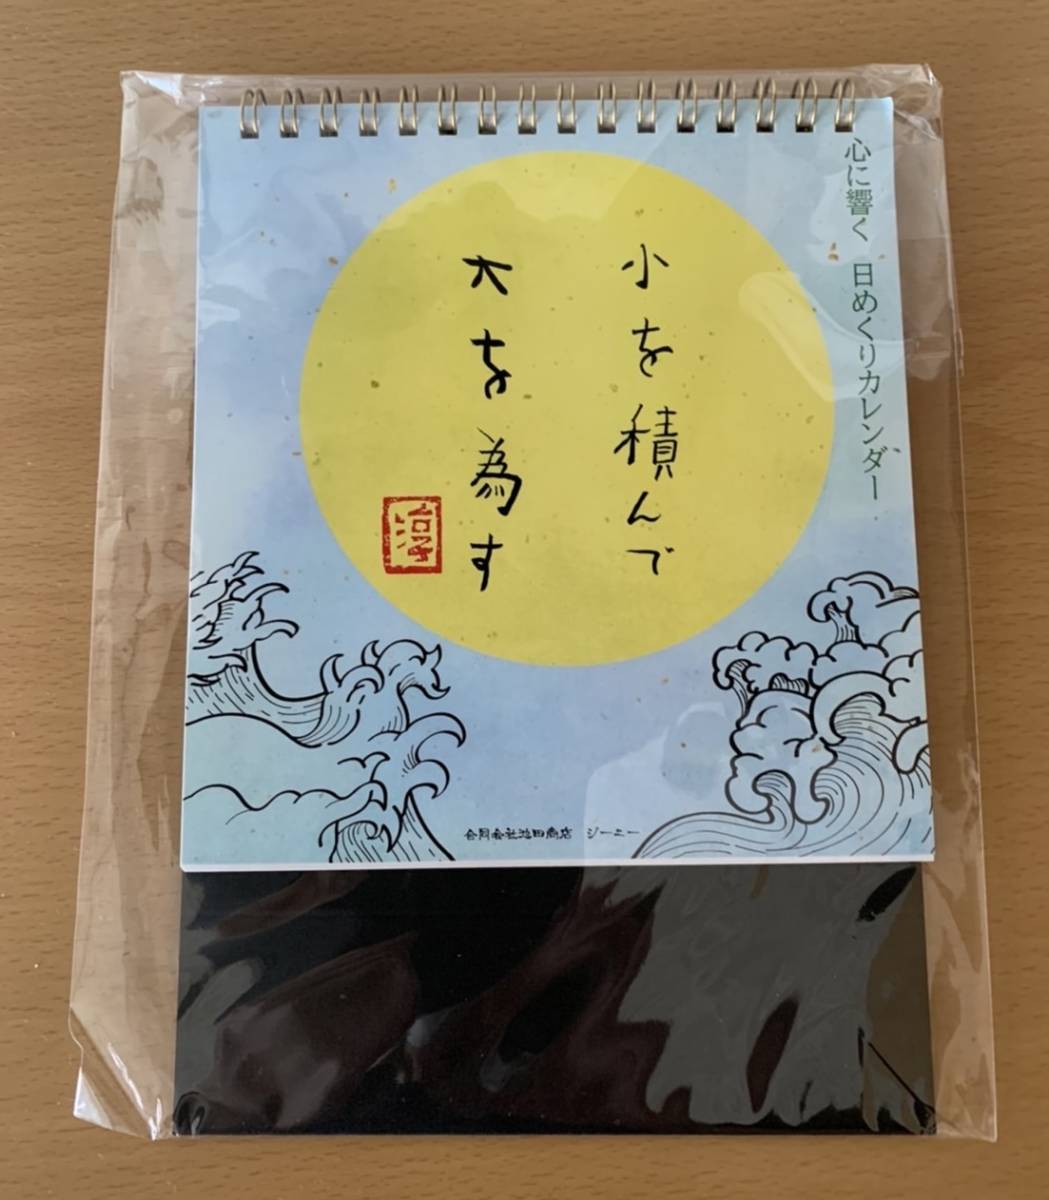 心に響く 日めくりカレンダー
小を積んで
大を為す
淳
合同会社池田商店 ジーニー